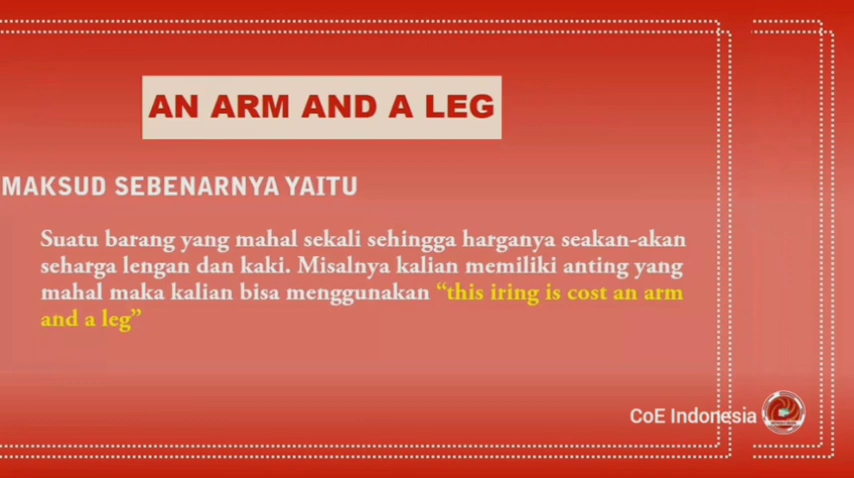 AN ARM AND A LEG
MAKSUD SEBENARNYA YAITU
Suatu barang yang mahal sekali sehingga harganya seakan-akan
seharga lengan dan kaki. Misalnya kalian memiliki anting yang
mahal maka kalian bisa menggunakan “this iring is cost an arm
and a leg”
CoE Indonesia